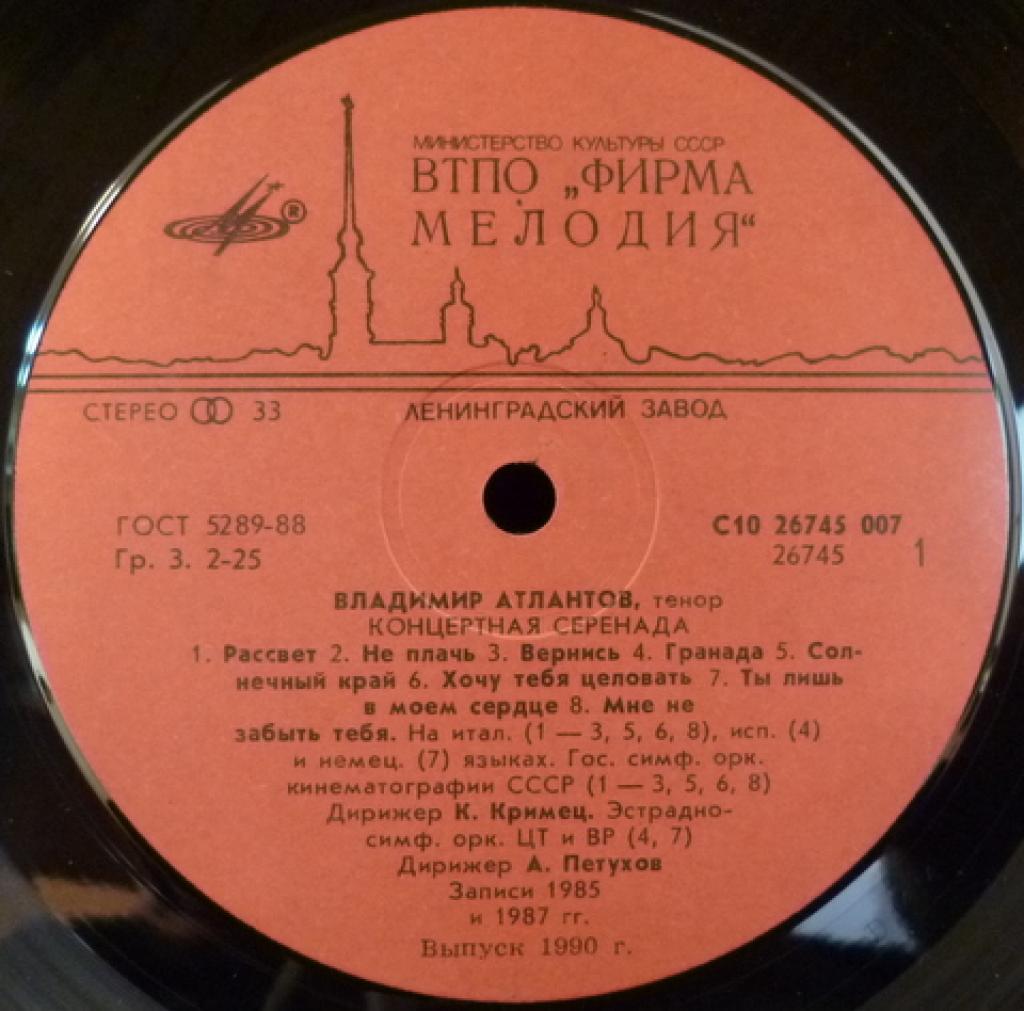 МИНИСТЕРСТВО КУЛЬТУРЫ СССР
ВТПО „ФИРМА
МЕЛОДИЯ“
®
СТЕРЕО 33
ЛЕНИНГРАДСКИЙ ЗАВОД
ГОСТ 5289-88
Гр. 3. 2-25
С10 26745 007
26745 1
ВЛАДИМИР АТЛАНТОВ, тенор
КОНЦЕРТНАЯ СЕРЕНАДА
1. Рассвет 2. Не плачь 3. Вернись 4. Гранада 5. Сол-
нечный край 6. Хочу тебя целовать 7. Ты лишь
в моем сердце 8. Мне не
забыть тебя. На итал. (1 — 3, 5, 6, 8), исп. (4)
и немец. (7) языках. Гос. симф. орк.
кинематографии СССР (1 — 3, 5, 6, 8)
Дирижер К. Кримец. Эстрадно-
симф. орк. ЦТ и ВР (4, 7)
Дирижер А. Петухов
Записи 1985
и 1987 гг.
Выпуск 1990 г.